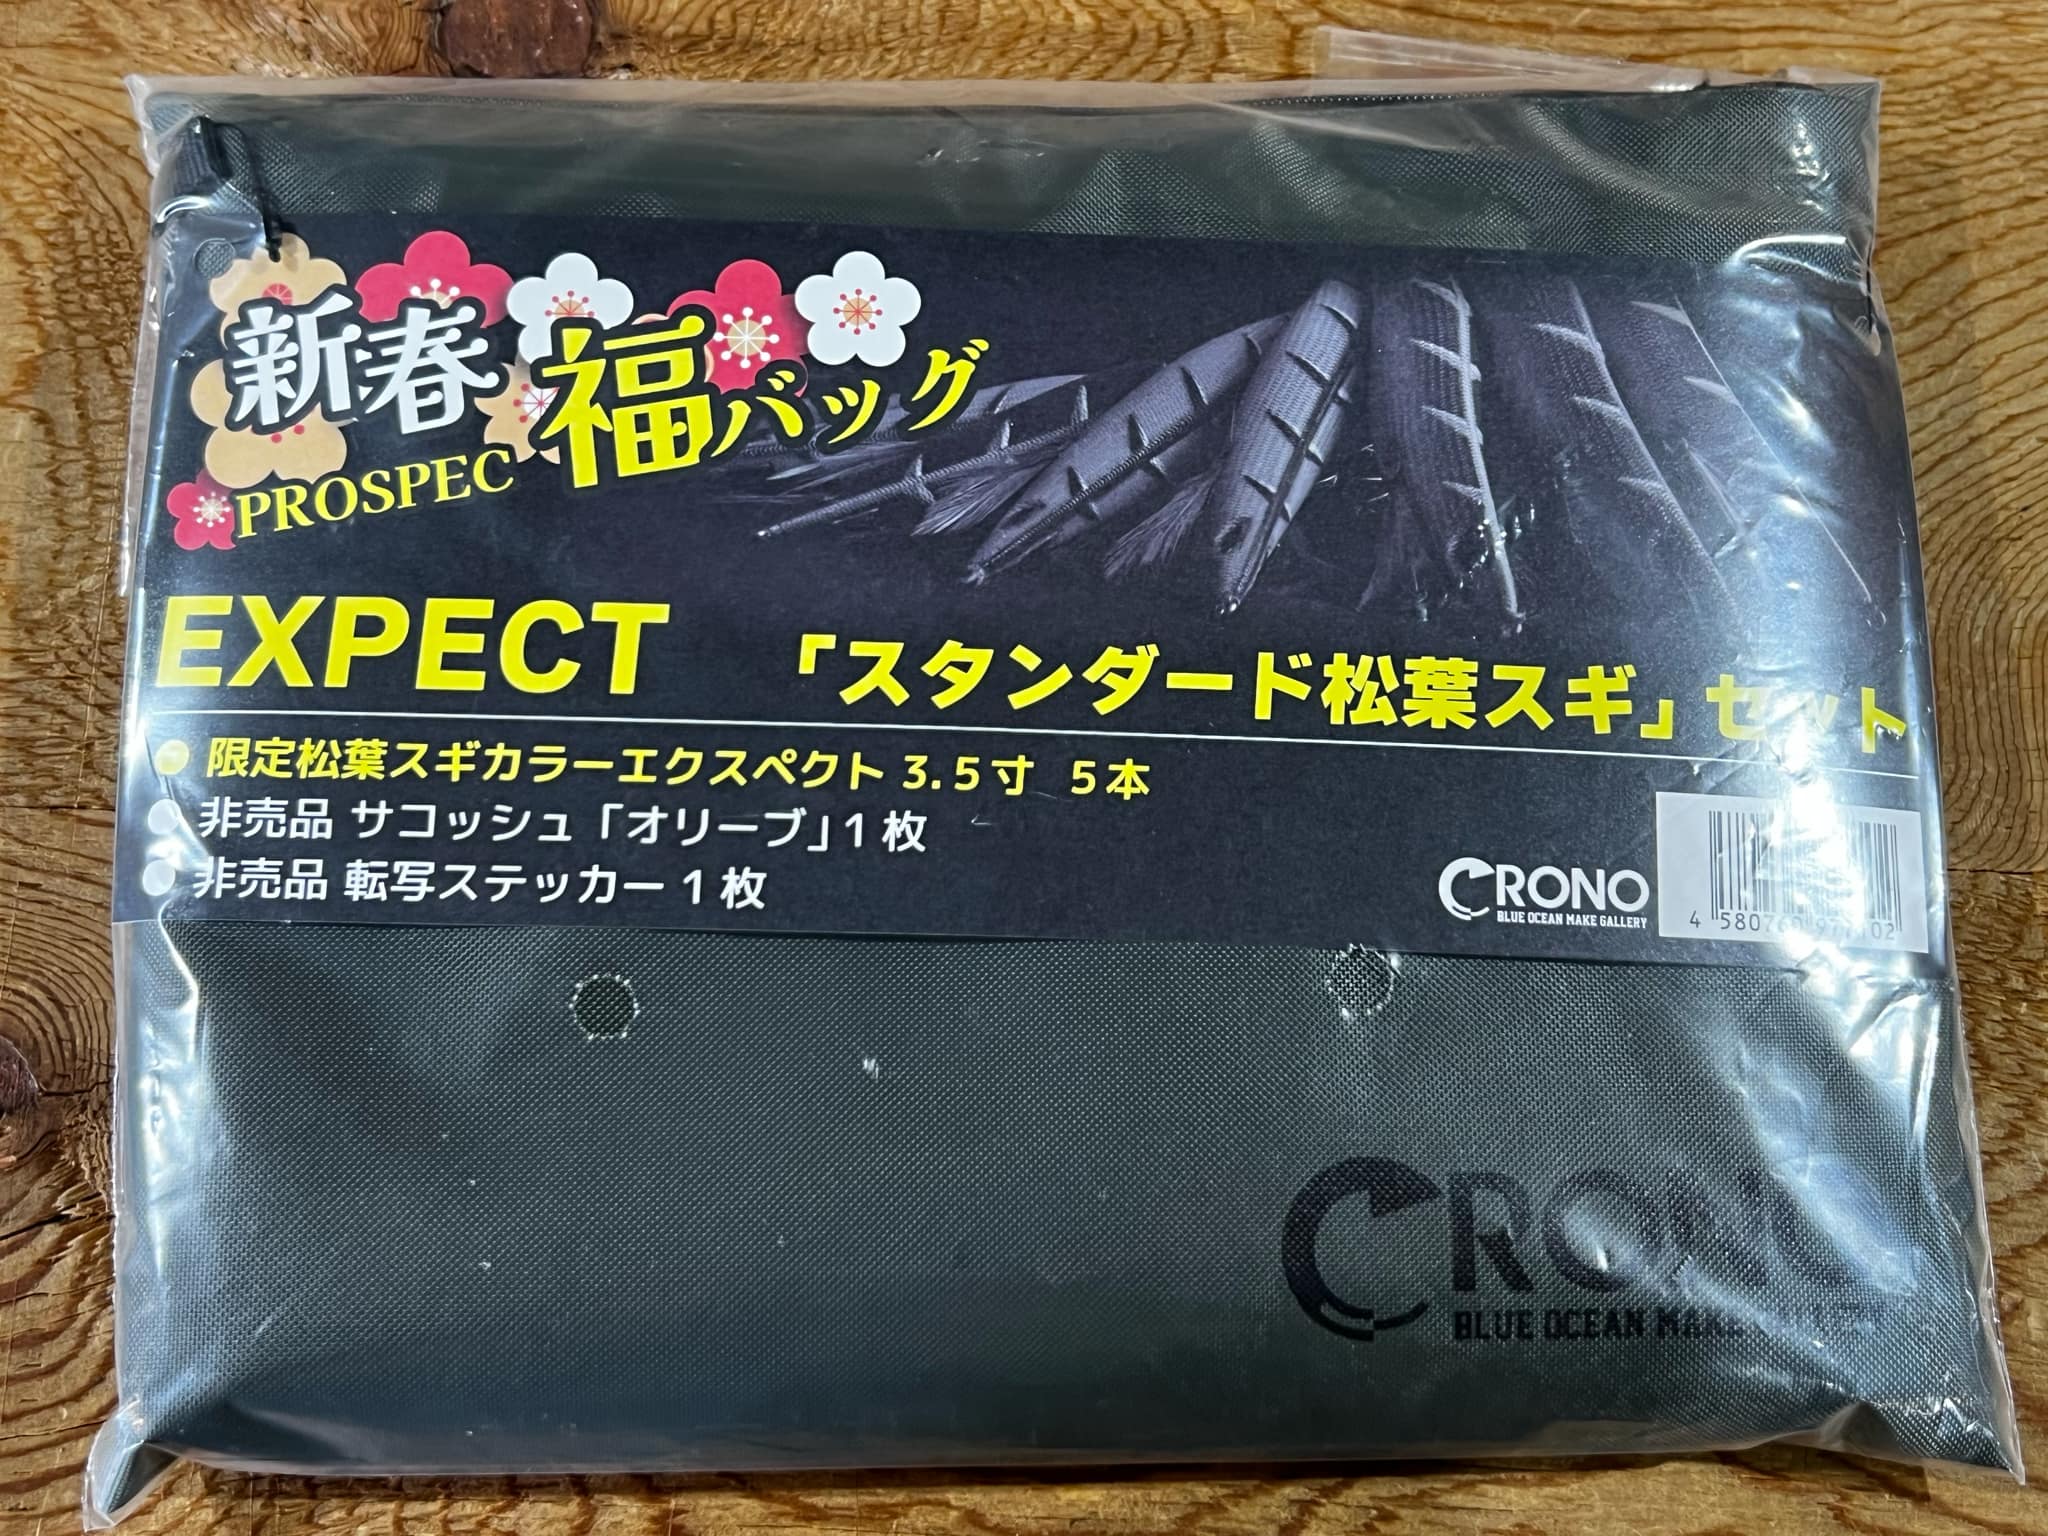 新春
福バッグ
PROSPEC
EXPECT 「スタンダード松葉スギ」セット
限定松葉スギカラーエクスペクト 3.5寸 5本
非売品 サコッシュ「オリーブ」1枚
非売品 転写ステッカー1枚
CRONO
BLUE OCEAN MAKE GALLERY
CRONO
BLUE OCEAN MAKE